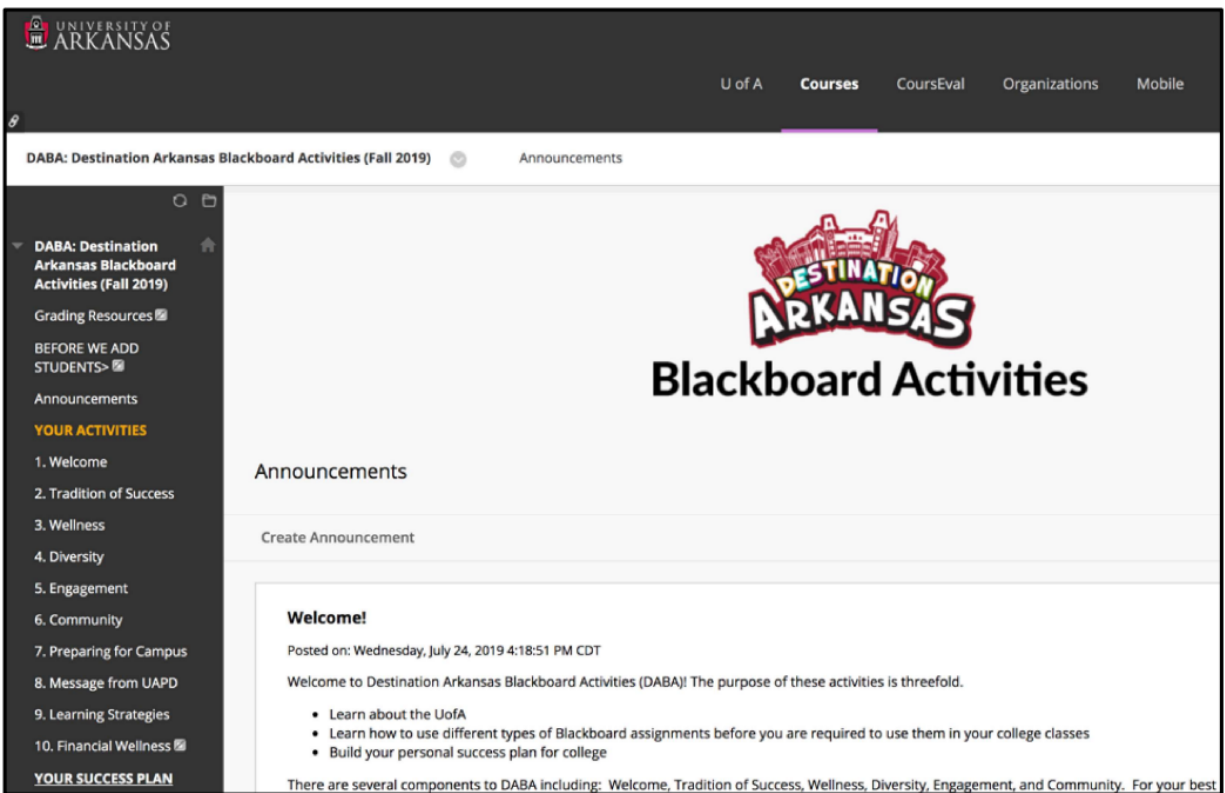 UNIVERSITY OF
ARKANSAS
U of A Courses CoursEval Organizations Mobile
DABA: Destination Arkansas Blackboard Activities (Fall 2019) Announcements
DABA: Destination
Arkansas Blackboard
Activities (Fall 2019)
Grading Resources
BEFORE WE ADD
STUDENTS>
Announcements
YOUR ACTIVITIES
1. Welcome
2. Tradition of Success
3. Wellness
4. Diversity
5. Engagement
6. Community
7. Preparing for Campus
8. Message from UAPD
9. Learning Strategies
10. Financial Wellness
YOUR SUCCESS PLAN
DESTINATION
ARKANSAS
Blackboard Activities
Announcements
Create Announcement
Welcome!
Posted on: Wednesday, July 24, 2019 4:18:51 PM CDT
Welcome to Destination Arkansas Blackboard Activities (DABA)! The purpose of these activities is threefold.
• Learn about the UofA
• Learn how to use different types of Blackboard assignments before you are required to use them in your college classes
• Build your personal success plan for college
There are several components to DABA including: Welcome, Tradition of Success, Wellness, Diversity, Engagement, and Community. For your best